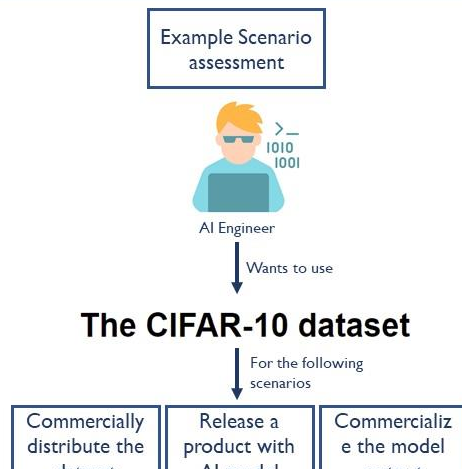 Example Scenario
assessment
>_
1010
1001
AI Engineer
Wants to use
The CIFAR-10 dataset
For the following
scenarios
Commercially
distribute the
Release a
product with
Commercializ
e the model